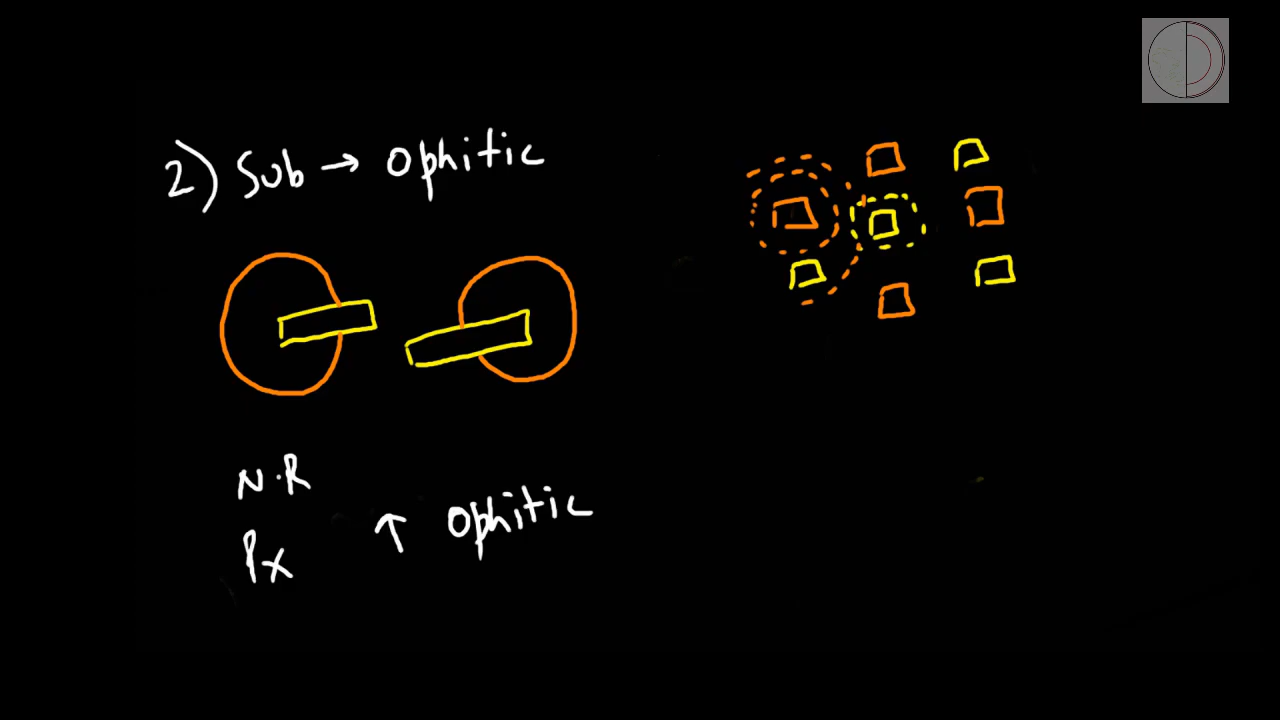 2) Sub → Ophitic
N.R
Px ↑ Ophitic